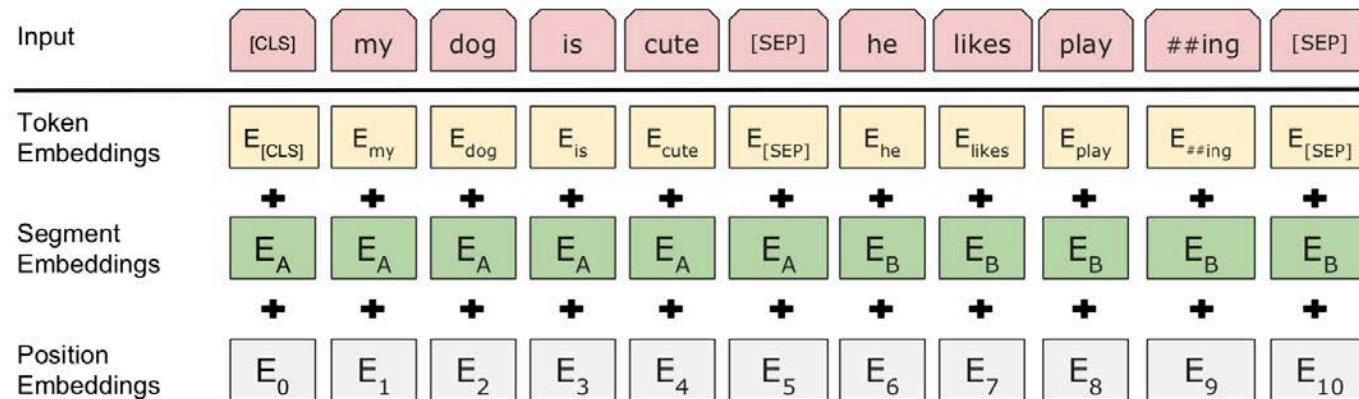 Input [CLS] my dog is cute [SEP] he likes play ##ing [SEP]
Token
Embeddings E[CLS] Emy Edog Eis Ecute E[SEP] Ehe Elikes Eplay E##ing E[SEP]
+ + + + + + + + + + +
Segment
Embeddings EA EA EA EA EA EA EB EB EB EB EB
+ + + + + + + + + + +
Position
Embeddings E0 E1 E2 E3 E4 E5 E6 E7 E8 E9 E10